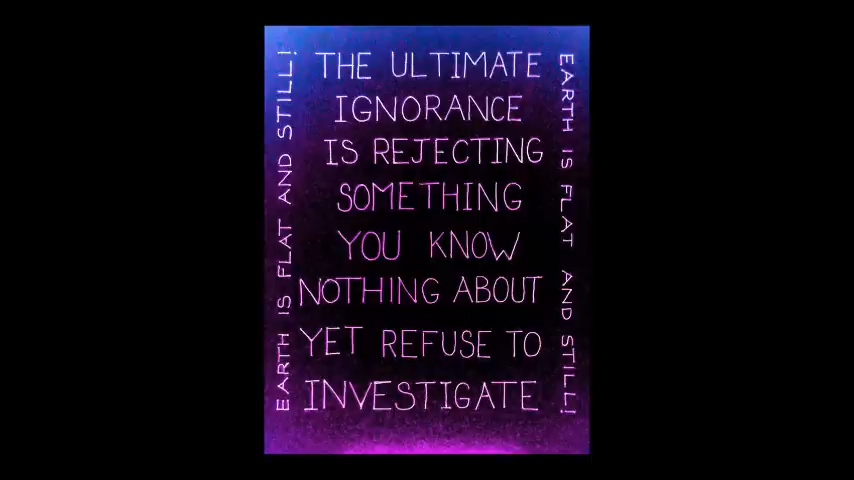 THE ULTIMATE
IGNORANCE
IS REJECTING
SOMETHING
YOU KNOW
NOTHING ABOUT
YET REFUSE TO
INVESTIGATE
EARTH IS FLAT AND STILL!
EARTH IS FLAT AND STILL!